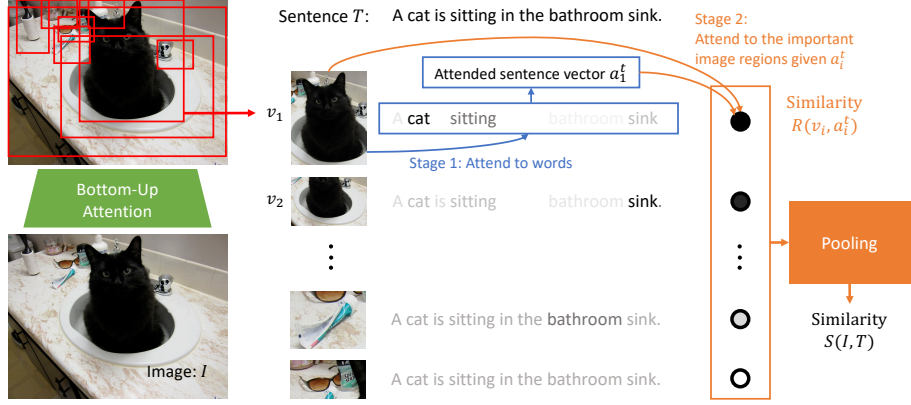 Sentence T: A cat is sitting in the bathroom sink.
Stage 2:
Attend to the important
image regions given a_i^t
Attended sentence vector a_1^t
v_1
A cat sitting bathroom sink
Similarity
R(v_i, a_i^t)
Stage 1: Attend to words
Bottom-Up
Attention
v_2
A cat is sitting bathroom sink.
Pooling
A cat is sitting in the bathroom sink.
Similarity
S(I, T)
Image: I
A cat is sitting in the bathroom sink.